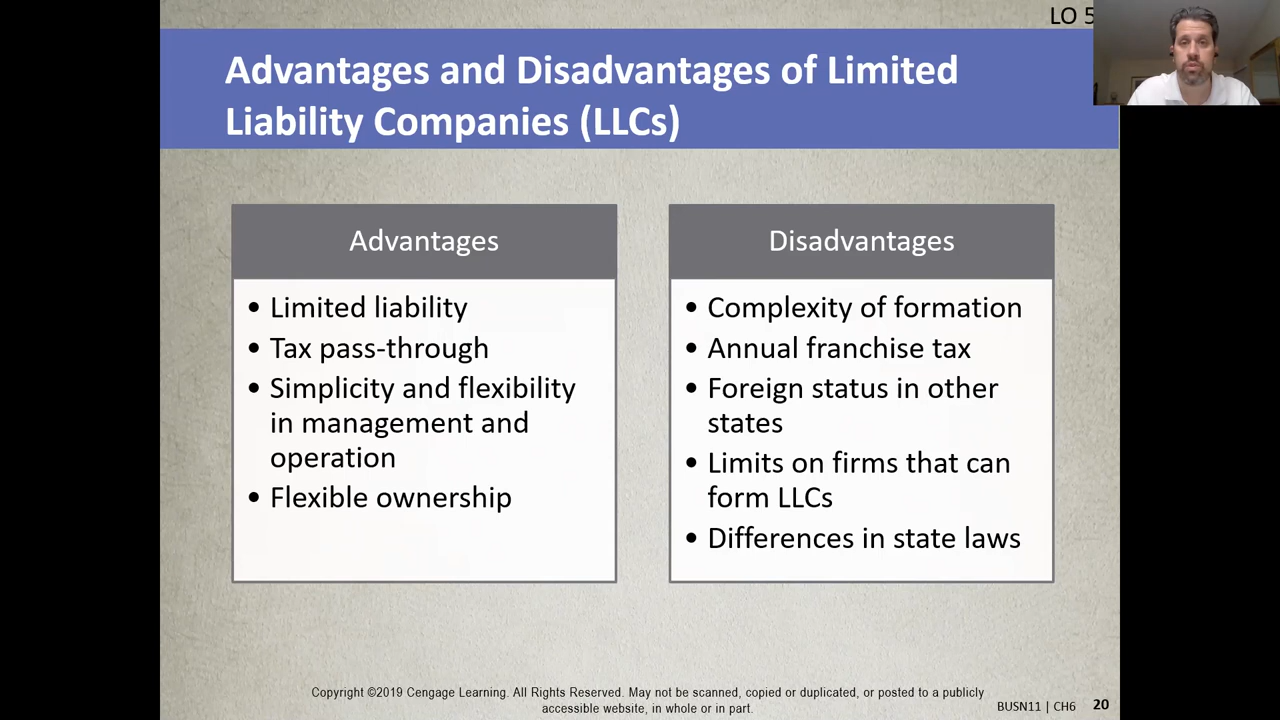 LO 5
Advantages and Disadvantages of Limited
Liability Companies (LLCs)
Advantages
• Limited liability
• Tax pass-through
• Simplicity and flexibility
in management and
operation
• Flexible ownership
Disadvantages
• Complexity of formation
• Annual franchise tax
• Foreign status in other
states
• Limits on firms that can
form LLCs
• Differences in state laws
Copyright ©2019 Cengage Learning. All Rights Reserved. May not be scanned, copied or duplicated, or posted to a publicly
accessible website, in whole or in part.
BUSN11 | CH6 20